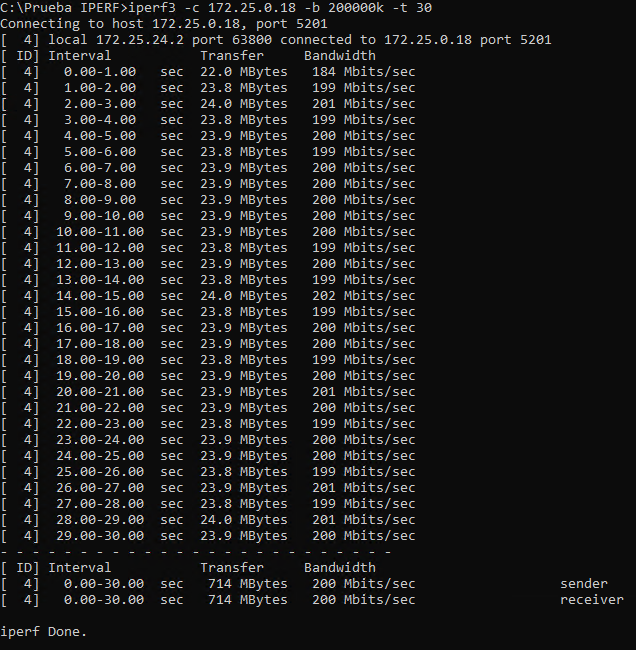 C:\Prueba IPERF>iperf3 -c 172.25.0.18 -b 200000k -t 30
Connecting to host 172.25.0.18, port 5201
[  4] local 172.25.24.2 port 63800 connected to 172.25.0.18 port 5201
[ ID] Interval           Transfer     Bandwidth
[  4]   0.00-1.00   sec  22.0 MBytes   184 Mbits/sec
[  4]   1.00-2.00   sec  23.8 MBytes   199 Mbits/sec
[  4]   2.00-3.00   sec  24.0 MBytes   201 Mbits/sec
[  4]   3.00-4.00   sec  23.8 MBytes   199 Mbits/sec
[  4]   4.00-5.00   sec  23.9 MBytes   200 Mbits/sec
[  4]   5.00-6.00   sec  23.8 MBytes   199 Mbits/sec
[  4]   6.00-7.00   sec  23.9 MBytes   200 Mbits/sec
[  4]   7.00-8.00   sec  23.9 MBytes   200 Mbits/sec
[  4]   8.00-9.00   sec  23.9 MBytes   200 Mbits/sec
[  4]   9.00-10.00  sec  23.9 MBytes   200 Mbits/sec
[  4]  10.00-11.00  sec  23.9 MBytes   200 Mbits/sec
[  4]  11.00-12.00  sec  23.8 MBytes   199 Mbits/sec
[  4]  12.00-13.00  sec  23.9 MBytes   200 Mbits/sec
[  4]  13.00-14.00  sec  23.8 MBytes   199 Mbits/sec
[  4]  14.00-15.00  sec  24.0 MBytes   202 Mbits/sec
[  4]  15.00-16.00  sec  23.8 MBytes   199 Mbits/sec
[  4]  16.00-17.00  sec  23.9 MBytes   200 Mbits/sec
[  4]  17.00-18.00  sec  23.9 MBytes   200 Mbits/sec
[  4]  18.00-19.00  sec  23.8 MBytes   199 Mbits/sec
[  4]  19.00-20.00  sec  23.9 MBytes   200 Mbits/sec
[  4]  20.00-21.00  sec  23.9 MBytes   201 Mbits/sec
[  4]  21.00-22.00  sec  23.9 MBytes   200 Mbits/sec
[  4]  22.00-23.00  sec  23.8 MBytes   199 Mbits/sec
[  4]  23.00-24.00  sec  23.9 MBytes   200 Mbits/sec
[  4]  24.00-25.00  sec  23.9 MBytes   200 Mbits/sec
[  4]  25.00-26.00  sec  23.8 MBytes   199 Mbits/sec
[  4]  26.00-27.00  sec  23.9 MBytes   201 Mbits/sec
[  4]  27.00-28.00  sec  23.8 MBytes   199 Mbits/sec
[  4]  28.00-29.00  sec  24.0 MBytes   201 Mbits/sec
[  4]  29.00-30.00  sec  23.9 MBytes   200 Mbits/sec
- - - - - - - - - - - - - - - - - - - - - - - - -
[ ID] Interval           Transfer     Bandwidth
[  4]   0.00-30.00  sec   714 MBytes   200 Mbits/sec                  sender
[  4]   0.00-30.00  sec   714 MBytes   200 Mbits/sec                  receiver
iperf Done.